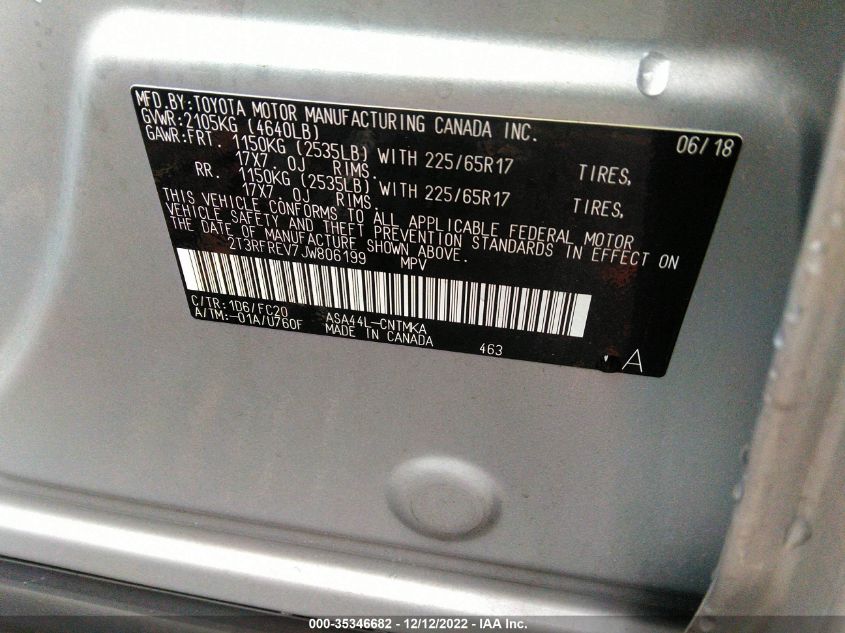 MFD.BY:TOYOTA MOTOR MANUFACTURING CANADA INC.
06/18
GVWR:2105KG (4640LB)
GAWR:FRT. 1150KG (2535LB) WITH 225/65R17 TIRES,
17X7.0J RIMS.
RR. 1150KG (2535LB) WITH 225/65R17 TIRES,
17X7.0J RIMS.
THIS VEHICLE CONFORMS TO ALL APPLICABLE FEDERAL MOTOR
VEHICLE SAFETY AND THEFT PREVENTION STANDARDS IN EFFECT ON
THE DATE OF MANUFACTURE SHOWN ABOVE.
2T3RFREV7JW806199 MPV
C/TR:1D6/FC20 ASA44L-CNTMKA
A/TM:-01A/U760F MADE IN CANADA 463
A
000-35346682 - 12/12/2022 - IAA Inc.